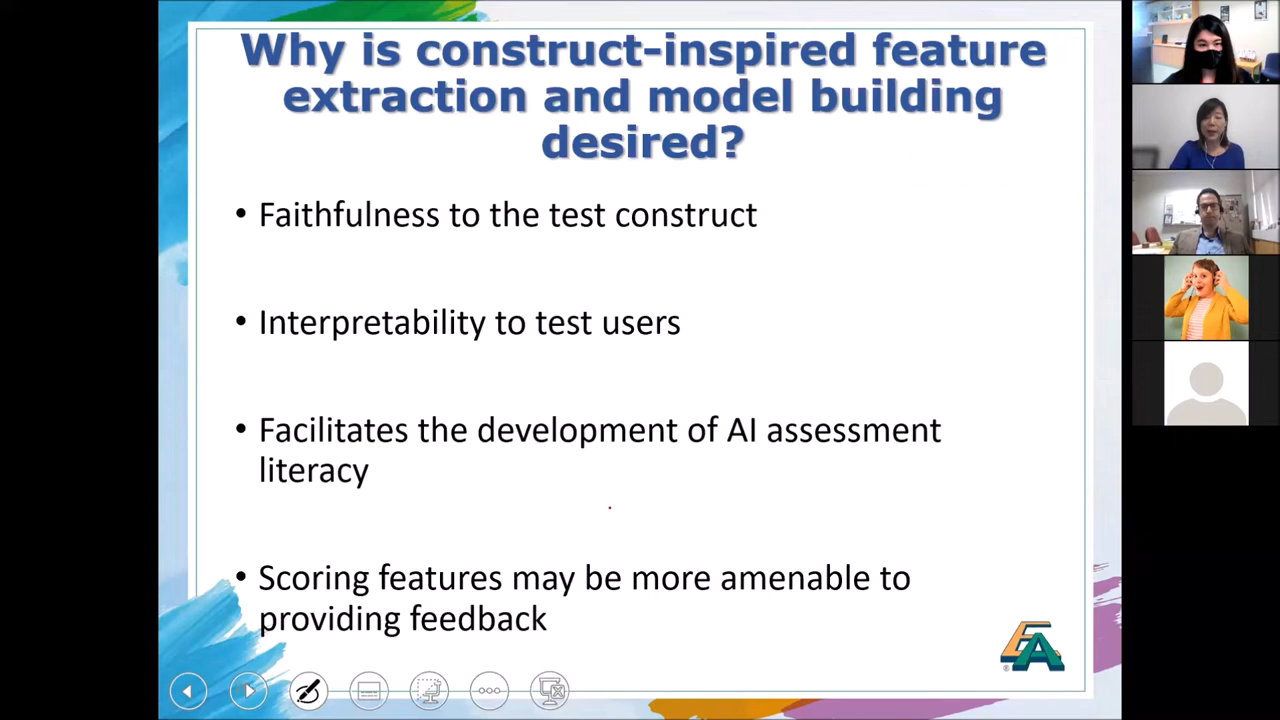 Why is construct-inspired feature
extraction and model building
desired?
• Faithfulness to the test construct
• Interpretability to test users
• Facilitates the development of AI assessment
literacy
• Scoring features may be more amenable to
providing feedback
EA
®